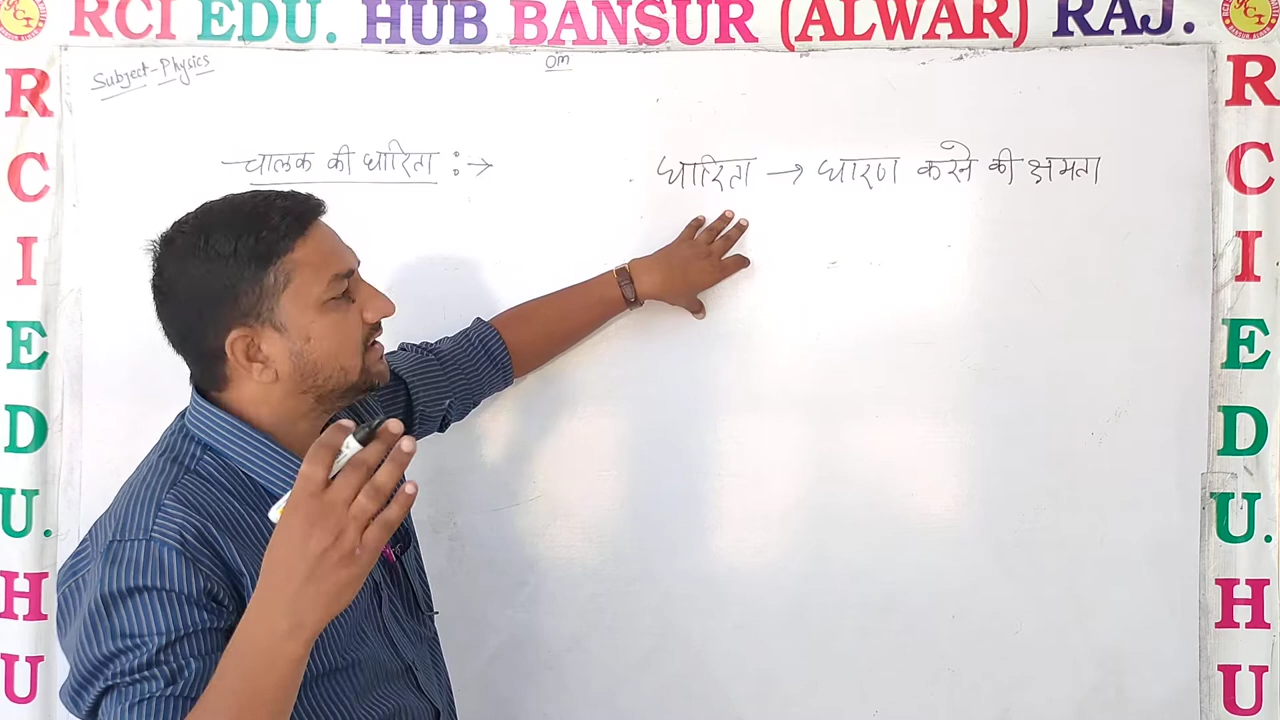 RCI EDU. HUB BANSUR (ALWAR) RAJ.
Subject-Physics
Om
चालक की धारिता :→
धारिता → धारण करने की क्षमता
R
C
I
E
D
U.
H
U
R
C
I
E
D
U.
H
U